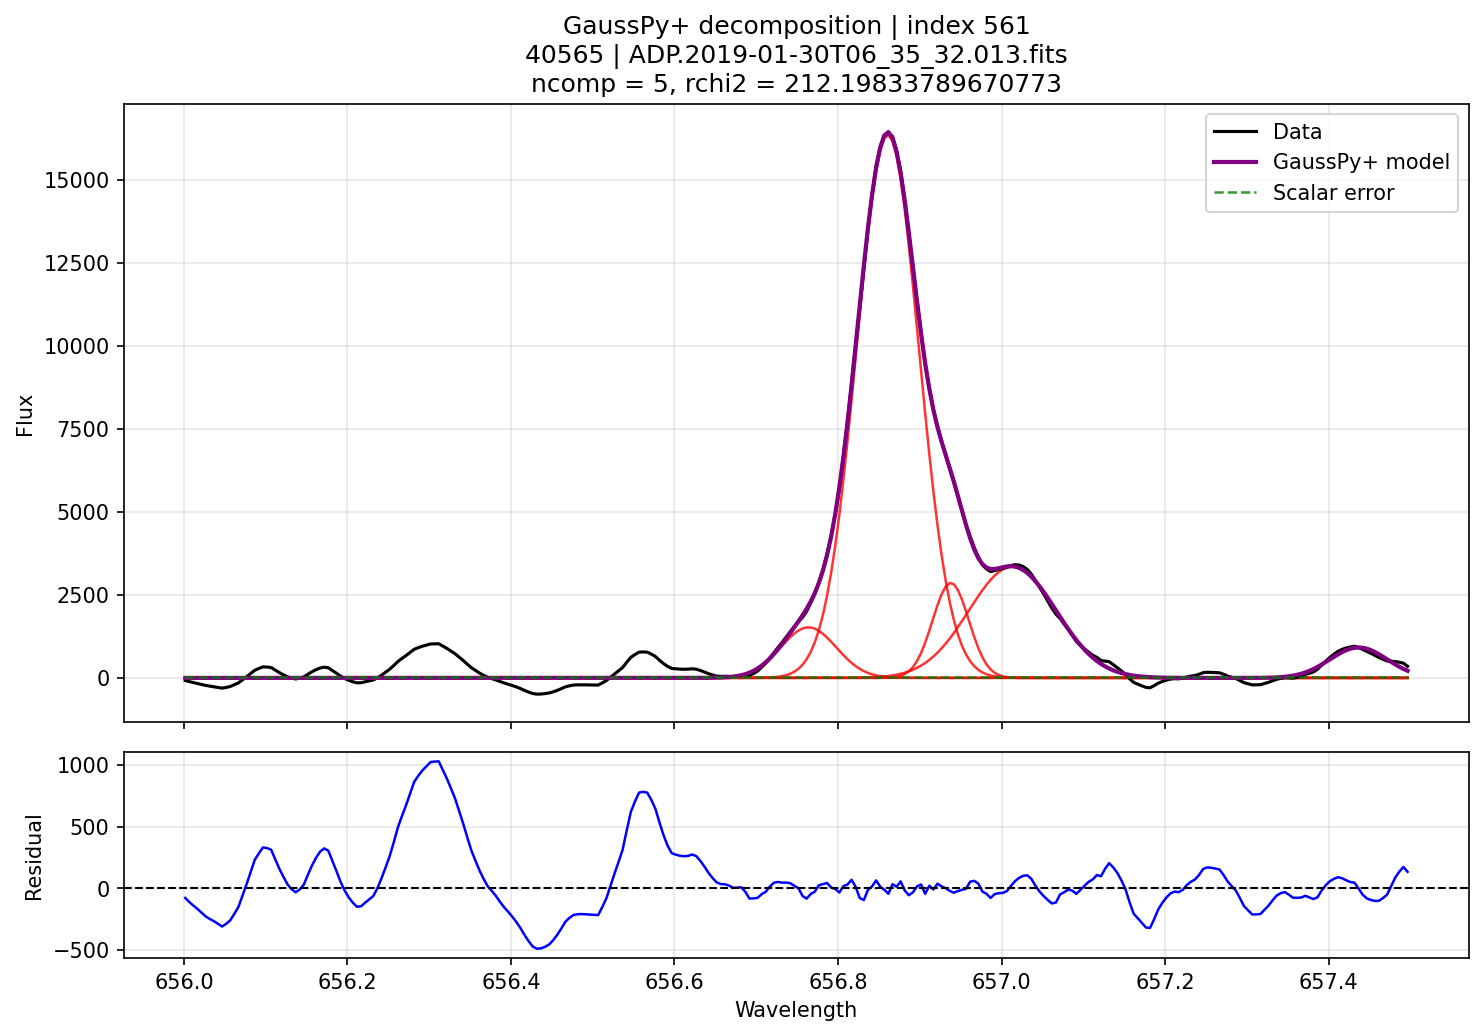 GaussPy+ decomposition | index 561
40565 | ADP.2019-01-30T06_35_32.013.fits
ncomp = 5, rchi2 = 212.19833789670773
Data
GaussPy+ model
Scalar error
15000
12500
10000
7500
5000
2500
0
Flux
1000
500
0
−500
Residual
656.0 656.2 656.4 656.6 656.8 657.0 657.2 657.4
Wavelength